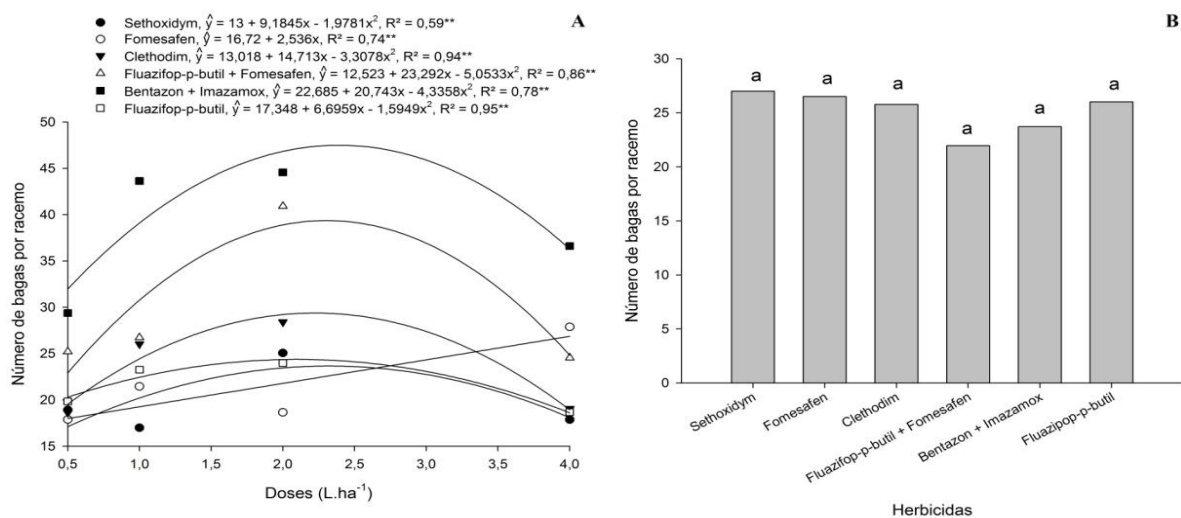 Sethoxidym, ŷ = 13 + 9,1845x - 1,9781x², R² = 0,59**
Fomesafen, ŷ = 16,72 + 2,536x, R² = 0,74**
Clethodim, ŷ = 13,018 + 14,713x - 3,3078x², R² = 0,94**
Fluazifop-p-butil + Fomesafen, ŷ = 12,523 + 23,292x - 5,0533x², R² = 0,86**
Bentazon + Imazamox, ŷ = 22,685 + 20,743x - 4,3358x², R² = 0,78**
Fluazifop-p-butil, ŷ = 17,348 + 6,6959x - 1,5949x², R² = 0,95**
A
Número de bagas por racemo
50
45
40
35
30
25
20
15
0,5 1,0 1,5 2,0 2,5 3,0 3,5 4,0
Doses (L.ha⁻¹)
B
Número de bagas por racemo
30
25
20
15
10
5
0
a a a a a a
Sethoxidym
Fomesafen
Clethodim
Fluazifop-p-butil + Fomesafen
Bentazon + Imazamox
Fluazipop-p-butil
Herbicidas